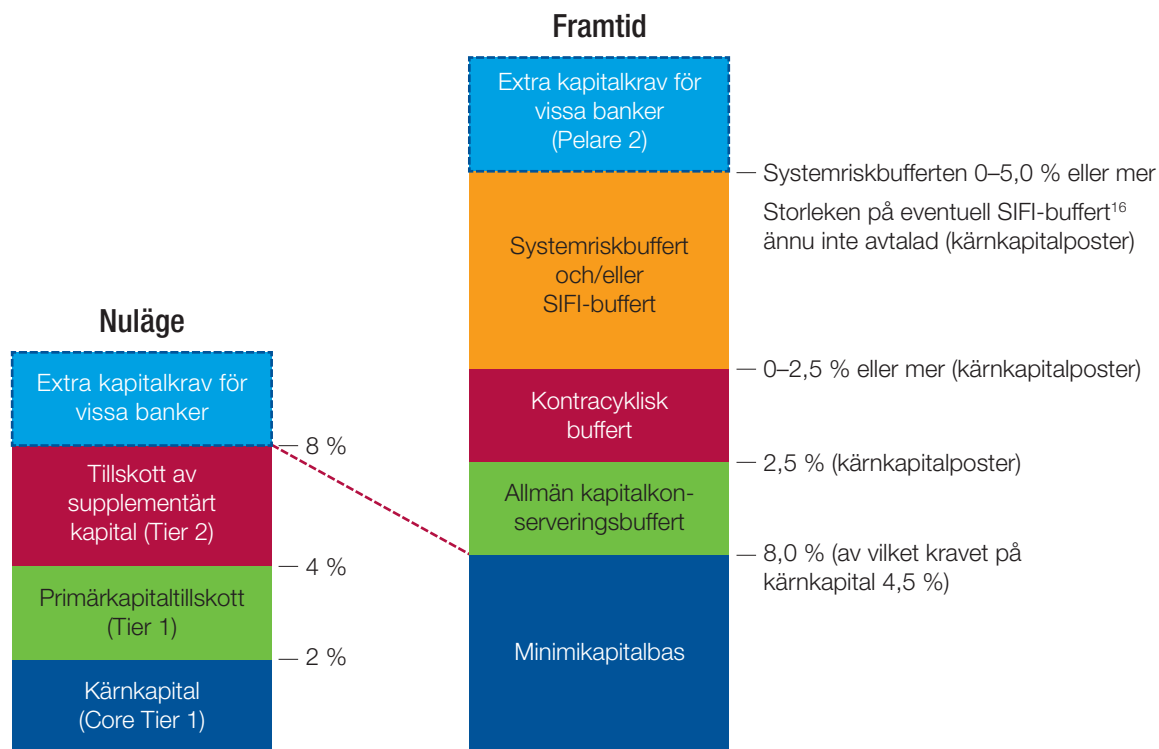 Nuläge
Extra kapitalkrav för
vissa banker
8 %
Tillskott av
supplementärt
kapital (Tier 2)
4 %
Primärkapitaltillskott
(Tier 1)
2 %
Kärnkapital
(Core Tier 1)
Framtid
Extra kapitalkrav för
vissa banker
(Pelare 2)
Systemriskbufferten 0–5,0 % eller mer
Storleken på eventuell SIFI-buffert¹⁶
ännu inte avtalad (kärnkapitalposter)
Systemriskbuffert
och/eller
SIFI-buffert
0–2,5 % eller mer (kärnkapitalposter)
Kontracyklisk
buffert
2,5 % (kärnkapitalposter)
Allmän kapitalkon-
serveringsbuffert
8,0 % (av vilket kravet på
kärnkapital 4,5 %)
Minimikapitalbas